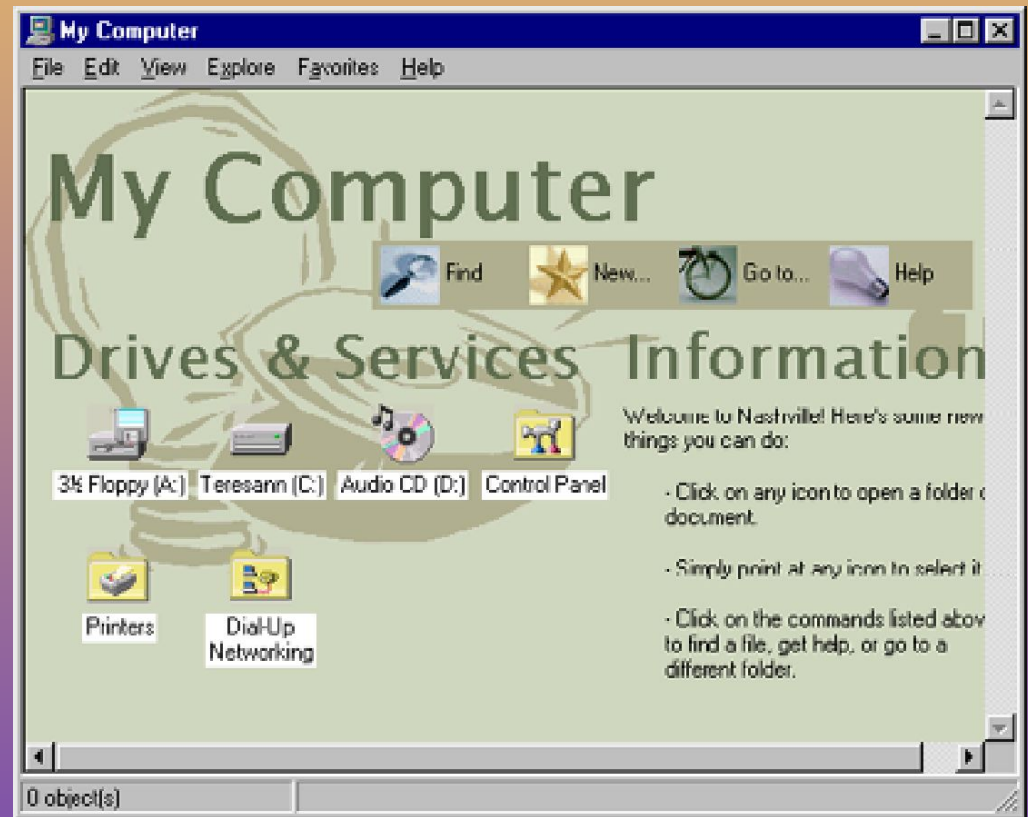 My Computer
File Edit View Explore Favorites Help
My Computer
Find New... Go to... Help
Drives & Services
3½ Floppy (A:) Teresann (C:) Audio CD (D:) Control Panel
Printers Dial-Up
Networking
Information
Welcome to Nashville! Here's some new
things you can do:
- Click on any icon to open a folder
document.
- Simply point at any icon to select it
- Click on the commands listed abov
to find a file, get help, or go to a
different folder.
0 object(s)